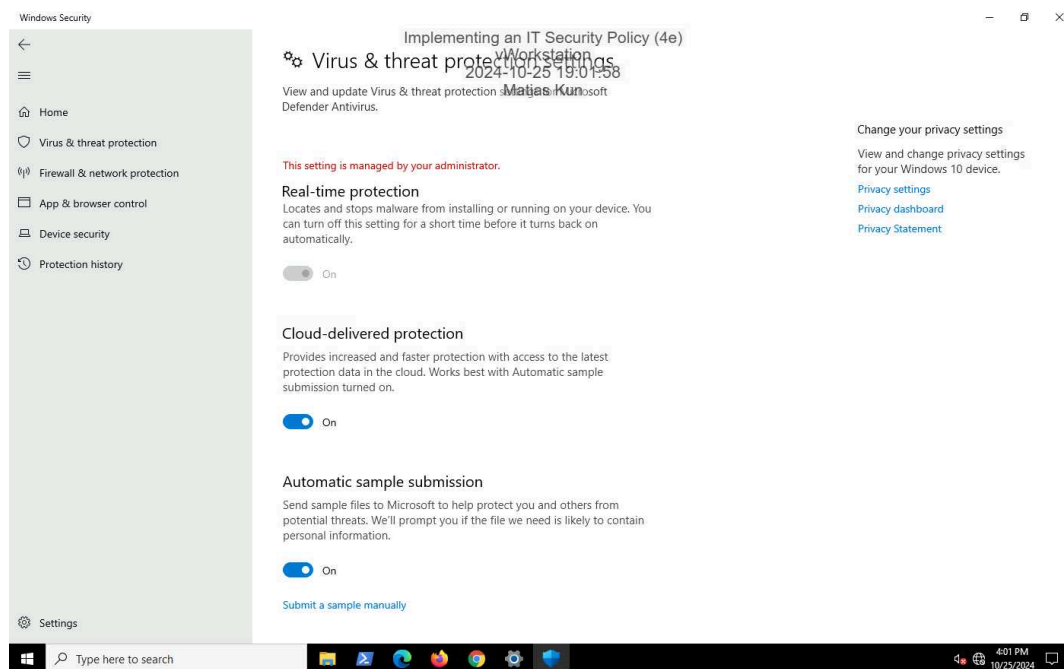 Windows Security
Implementing an IT Security Policy (4e)
vWorkstation
2024-10-25 19:01:58
Matias Kun
Home
Virus & threat protection
Firewall & network protection
App & browser control
Device security
Protection history
Settings
Virus & threat protection settings
View and update Virus & threat protection settings for Microsoft
Defender Antivirus.
This setting is managed by your administrator.
Real-time protection
Locates and stops malware from installing or running on your device. You
can turn off this setting for a short time before it turns back on
automatically.
On
Cloud-delivered protection
Provides increased and faster protection with access to the latest
protection data in the cloud. Works best with Automatic sample
submission turned on.
On
Automatic sample submission
Send sample files to Microsoft to help protect you and others from
potential threats. We'll prompt you if the file we need is likely to contain
personal information.
On
Submit a sample manually
Change your privacy settings
View and change privacy settings
for your Windows 10 device.
Privacy settings
Privacy dashboard
Privacy Statement
Type here to search
4:01 PM
10/25/2024